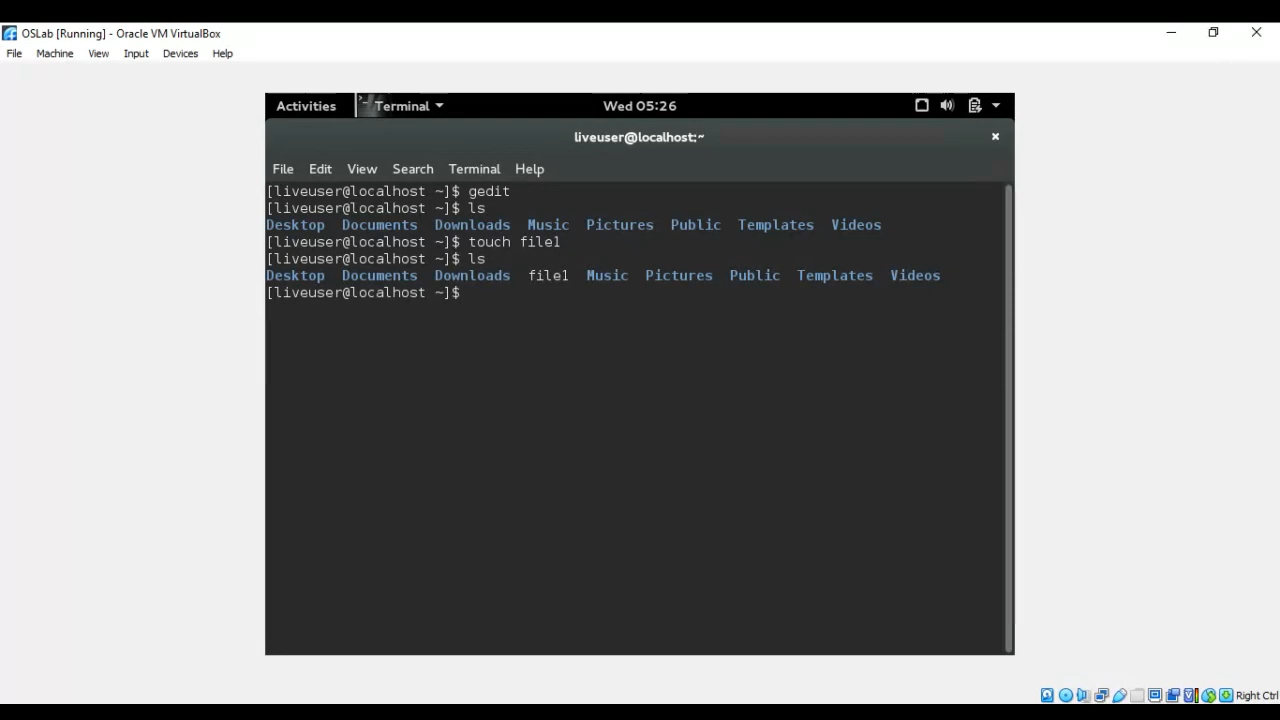 OSLab [Running] - Oracle VM VirtualBox
File Machine View Input Devices Help
Activities Terminal Wed 05:26
liveuser@localhost:~
File Edit View Search Terminal Help
[liveuser@localhost ~]$ gedit
[liveuser@localhost ~]$ ls
Desktop Documents Downloads Music Pictures Public Templates Videos
[liveuser@localhost ~]$ touch file1
[liveuser@localhost ~]$ ls
Desktop Documents Downloads file1 Music Pictures Public Templates Videos
[liveuser@localhost ~]$
Right Ctrl